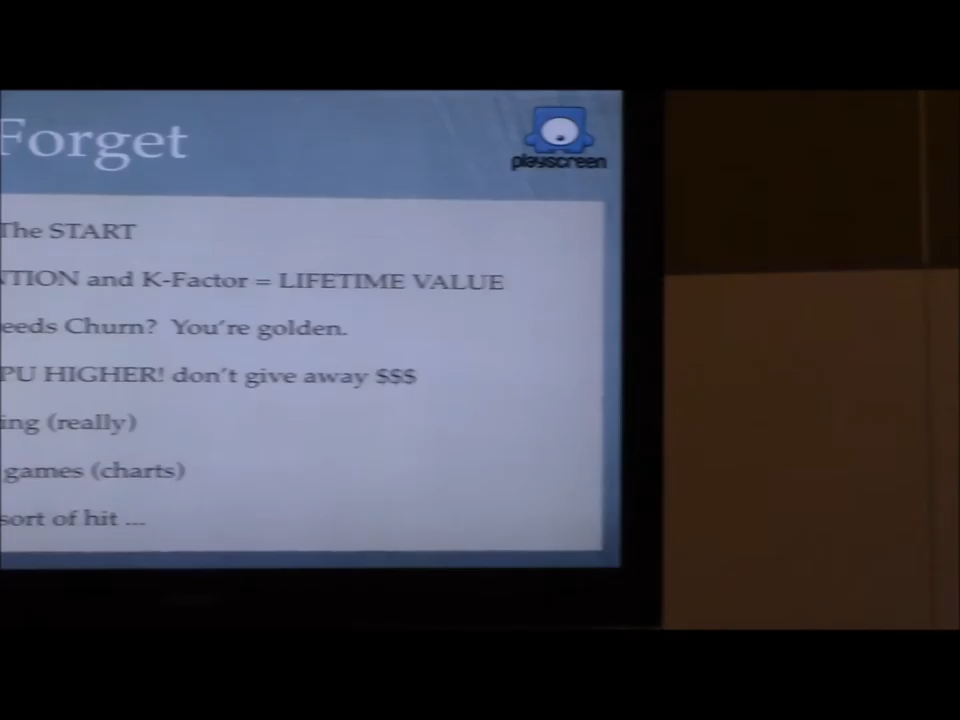 Forget
playscreen
The START
NTION and K-Factor = LIFETIME VALUE
eeds Churn? You're golden.
PU HIGHER! don't give away $$$
ing (really)
games (charts)
sort of hit ...